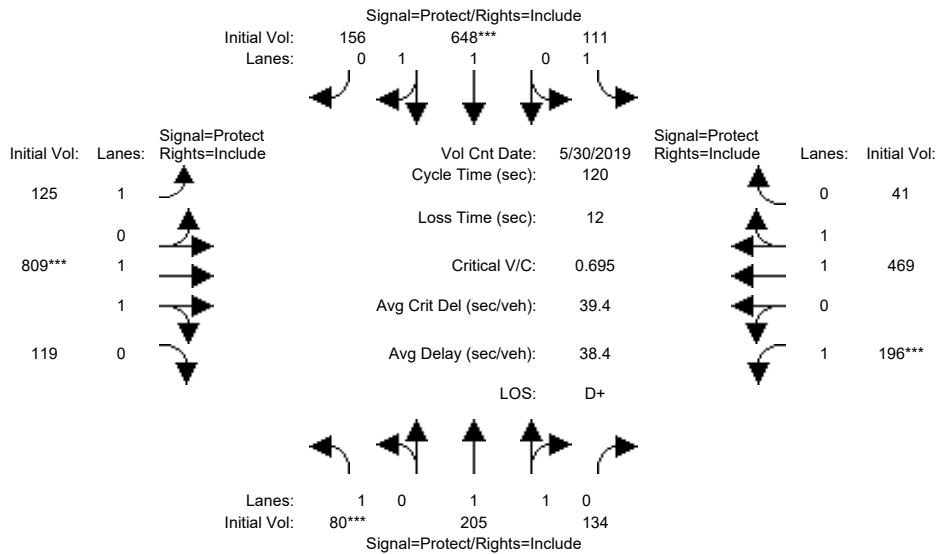 Signal=Protect/Rights=Include
Initial Vol: 156 648*** 111
Lanes: 0 1 1 0 1
Signal=Protect
Initial Vol: Lanes: Rights=Include
Vol Cnt Date: 5/30/2019
Signal=Protect
Rights=Include Lanes: Initial Vol:
Cycle Time (sec): 120
125 1
0 41
Loss Time (sec): 12
0
1
809*** 1
Critical V/C: 0.695
1 469
1
Avg Crit Del (sec/veh): 39.4
0
119 0
Avg Delay (sec/veh): 38.4
1 196***
LOS: D+
Lanes: 1 0 1 1 0
Initial Vol: 80*** 205 134
Signal=Protect/Rights=Include